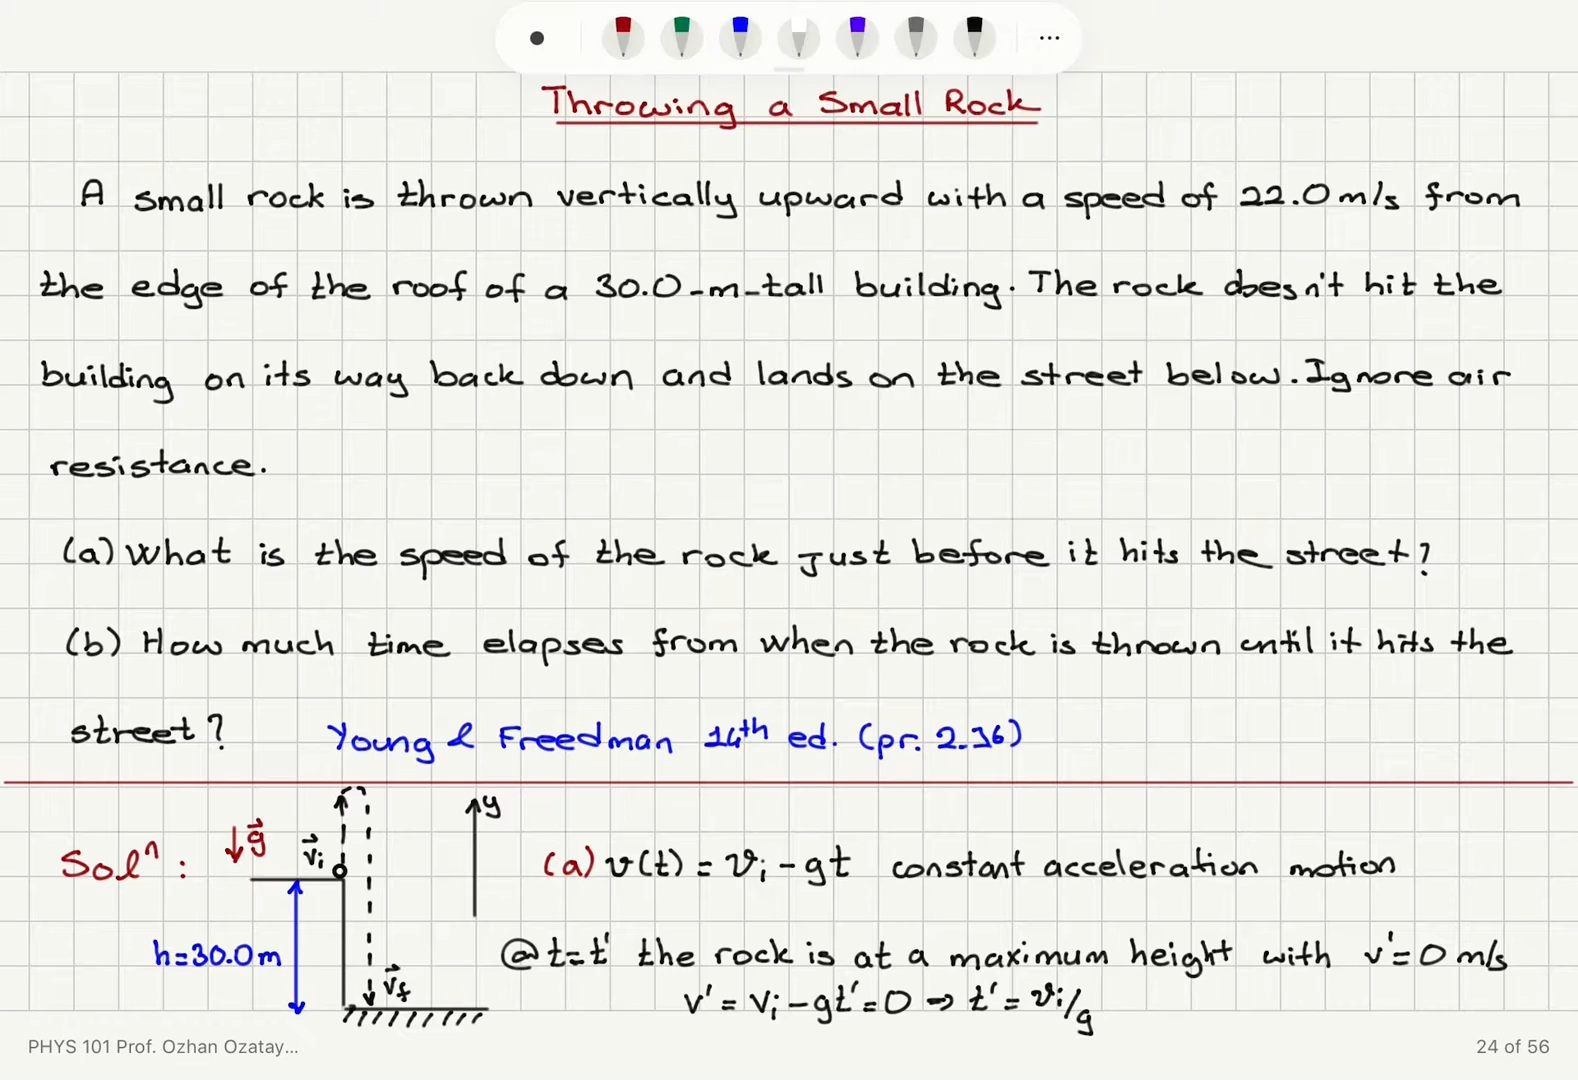 Throwing a Small Rock
A small rock is thrown vertically upward with a speed of 22.0 m/s from
the edge of the roof of a 30.0-m-tall building. The rock doesn't hit the
building on its way back down and lands on the street below. Ignore air
resistance.
(a) What is the speed of the rock just before it hits the street?
(b) How much time elapses from when the rock is thrown until it hits the
street? Young & Freedman 14th ed. (pr. 2.36)
Solⁿ: ↓g⃗ v⃗i y (a) v(t) = vi - gt constant acceleration motion
h=30.0m @ t=t' the rock is at a maximum height with v'=0 m/s
v⃗f v' = vi - gt' = 0 ⇒ t' = vi/g
PHYS 101 Prof. Ozhan Ozatay... 24 of 56